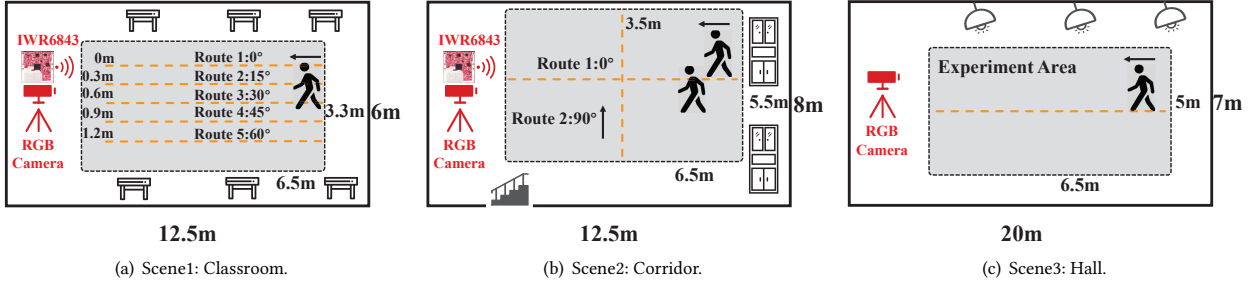 IWR6843
0m
Route 1:0°
0.3m
Route 2:15°
0.6m
Route 3:30°
0.9m
Route 4:45°
1.2m
Route 5:60°
3.3m
6m
RGB
Camera
6.5m
12.5m
(a) Scene1: Classroom.
IWR6843
3.5m
Route 1:0°
5.5m
8m
Route 2:90°
RGB
Camera
6.5m
12.5m
(b) Scene2: Corridor.
Experiment Area
5m
7m
RGB
Camera
6.5m
20m
(c) Scene3: Hall.